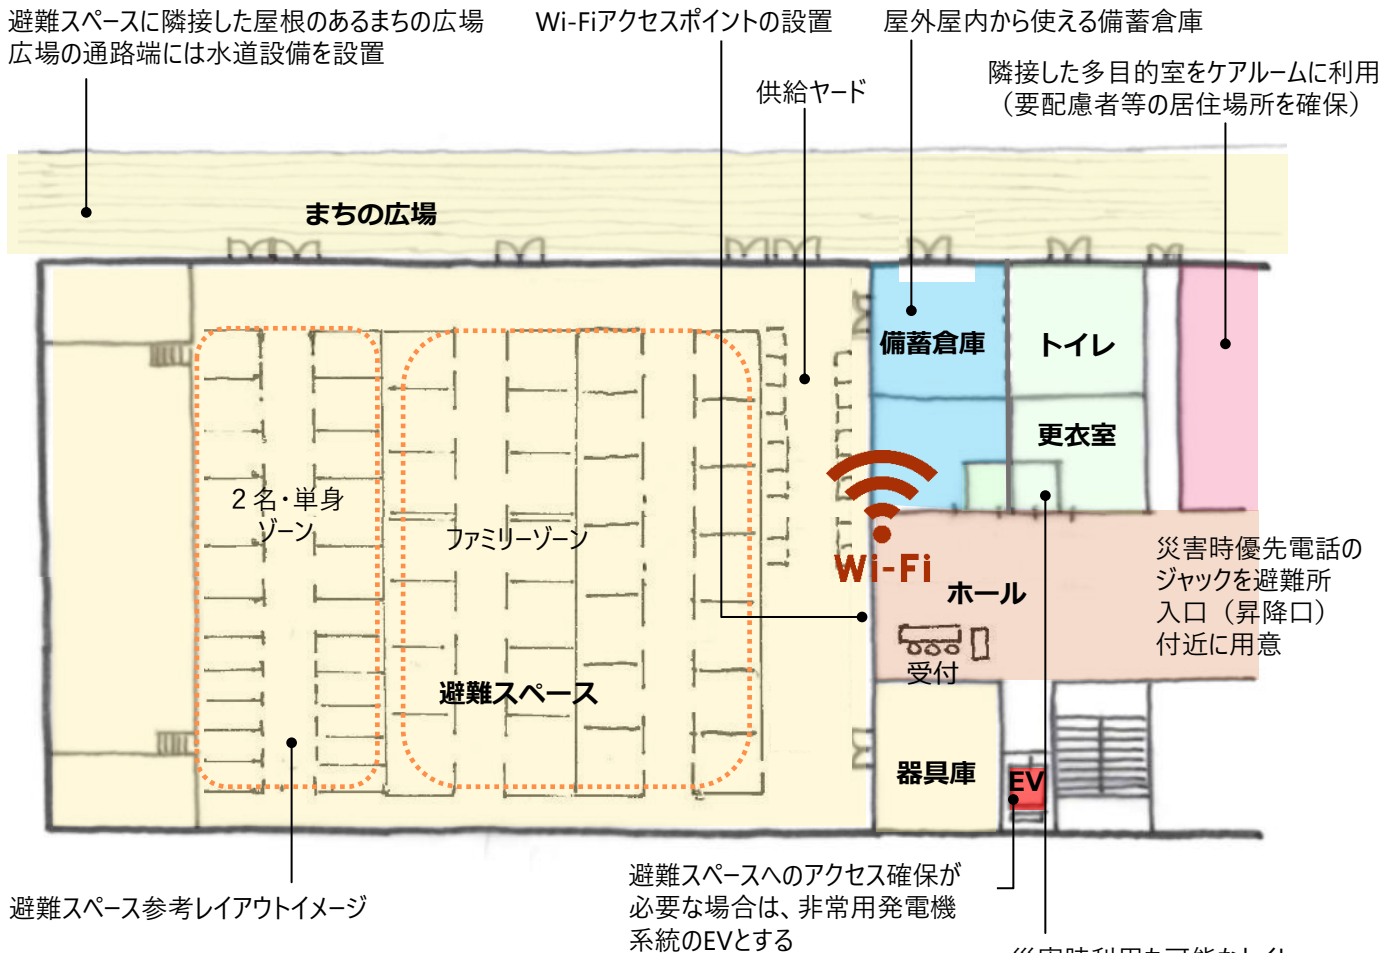 避難スペースに隣接した屋根のあるまちの広場
広場の通路端には水道設備を設置
Wi-Fiアクセスポイントの設置
屋外屋内から使える備蓄倉庫
隣接した多目的室をケアルームに利用
（要配慮者等の居住場所を確保）
供給ヤード
まちの広場
備蓄倉庫
トイレ
更衣室
２名・単身
ゾーン
ファミリーゾーン
Wi-Fi
ホール
災害時優先電話の
ジャックを避難所
入口（昇降口）
付近に用意
受付
避難スペース
器具庫
EV
避難スペース参考レイアウトイメージ
避難スペースへのアクセス確保が
必要な場合は、非常用発電機
系統のEVとする